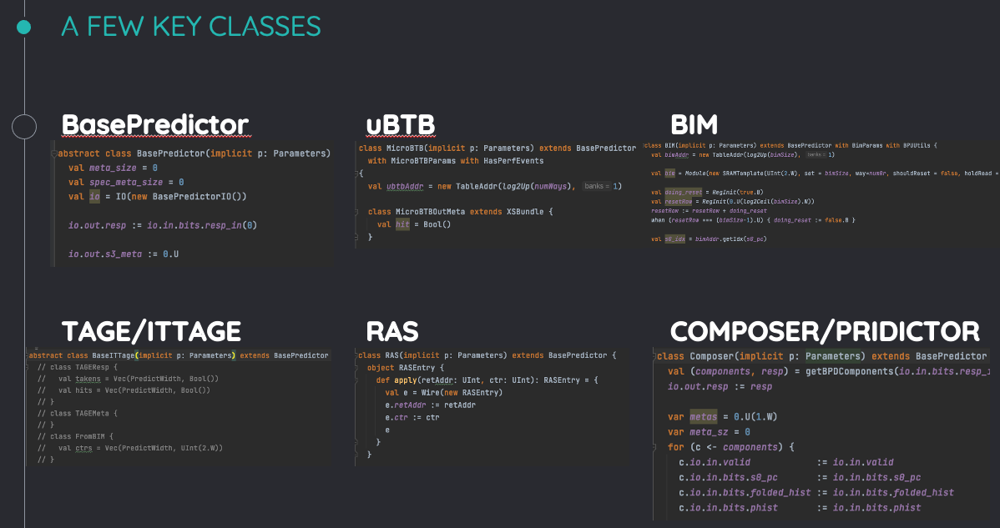 A FEW KEY CLASSES
BasePredictor
abstract class BasePredictor(implicit p: Parameters)
val meta_size = 0
val spec_meta_size = 0
val io = IO(new BasePredictorIO())
io.out.resp := io.in.bits.resp_in(0)
io.out.s3_meta := 0.U
uBTB
class MicroBTB(implicit p: Parameters) extends BasePredictor
with MicroBTBParams with HasPerfEvents
{
val ubtbAddr = new TableAddr(log2Up(numWays), banks = 1)
class MicroBTBOutMeta extends XSBundle {
val hit = Bool()
}
BIM
class BIM(implicit p: Parameters) extends BasePredictor with BimParams with BPUUtils {
val bimAddr = new TableAddr(log2Up(bimSize), banks = 1)
val bim = Module(new SRAMTemplate(UInt(2.W), set = bimSize, way=numBr, shouldReset = false, holdRead =
val doing_reset = RegInit(true.B)
val resetRow = RegInit(0.U(log2Ceil(bimSize).W))
resetRow := resetRow + doing_reset
when (resetRow === (bimSize-1).U) { doing_reset := false.B }
val s0_idx = bimAddr.getIdx(s0_pc)
TAGE/ITTAGE
abstract class BaseITTage(implicit p: Parameters) extends BasePredictor
// class TAGEResp {
// val takens = Vec(PredictWidth, Bool())
// val hits = Vec(PredictWidth, Bool())
// }
// class TAGEMeta {
// }
// class FromBIM {
// val ctrs = Vec(PredictWidth, UInt(2.W))
// }
RAS
class RAS(implicit p: Parameters) extends BasePredictor {
object RASEntry {
def apply(retAddr: UInt, ctr: UInt): RASEntry = {
val e = Wire(new RASEntry)
e.retAddr := retAddr
e.ctr := ctr
e
}
}
COMPOSER/PRIDICTOR
class Composer(implicit p: Parameters) extends BasePredictor
val (components, resp) = getBPDComponents(io.in.bits.resp_i
io.out.resp := resp
var metas = 0.U(1.W)
var meta_sz = 0
for (c <- components) {
c.io.in.valid := io.in.valid
c.io.in.bits.s0_pc := io.in.bits.s0_pc
c.io.in.bits.folded_hist := io.in.bits.folded_hist
c.io.in.bits.phist := io.in.bits.phist